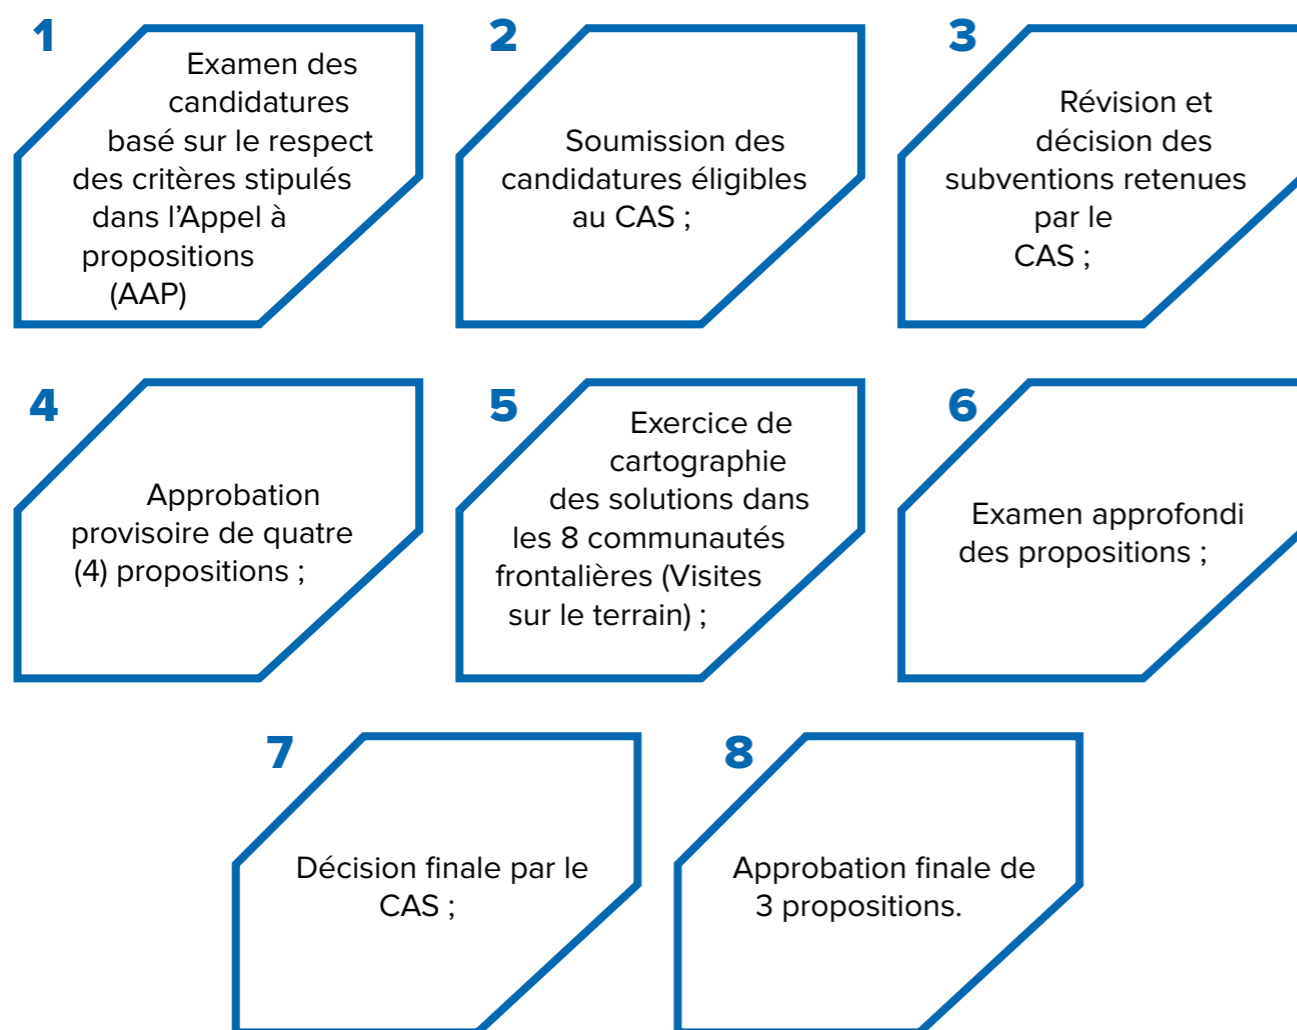 1
Examen des
candidatures
basé sur le respect
des critères stipulés
dans l’Appel à
propositions
(AAP)
2
Soumission des
candidatures éligibles
au CAS ;
3
Révision et
décision des
subventions retenues
par le
CAS ;
4
Approbation
provisoire de quatre
(4) propositions ;
5
Exercice de
cartographie
des solutions dans
les 8 communautés
frontalières (Visites
sur le terrain) ;
6
Examen approfondi
des propositions ;
7
Décision finale par le
CAS ;
8
Approbation finale de
3 propositions.